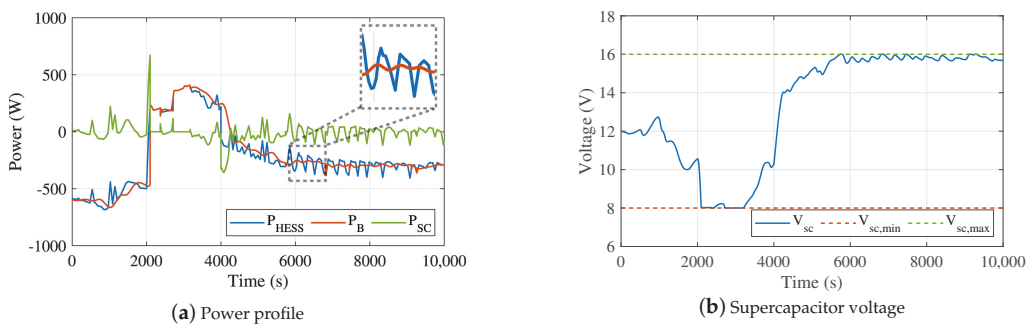 1000
500
0
-500
-1000
Power (W)
P_HESS P_B P_SC
0 2000 4000 6000 8000 10,000
Time (s)
(a) Power profile
18
16
14
12
10
8
6
Voltage (V)
V_sc V_sc,min V_sc,max
0 2000 4000 6000 8000 10,000
Time (s)
(b) Supercapacitor voltage